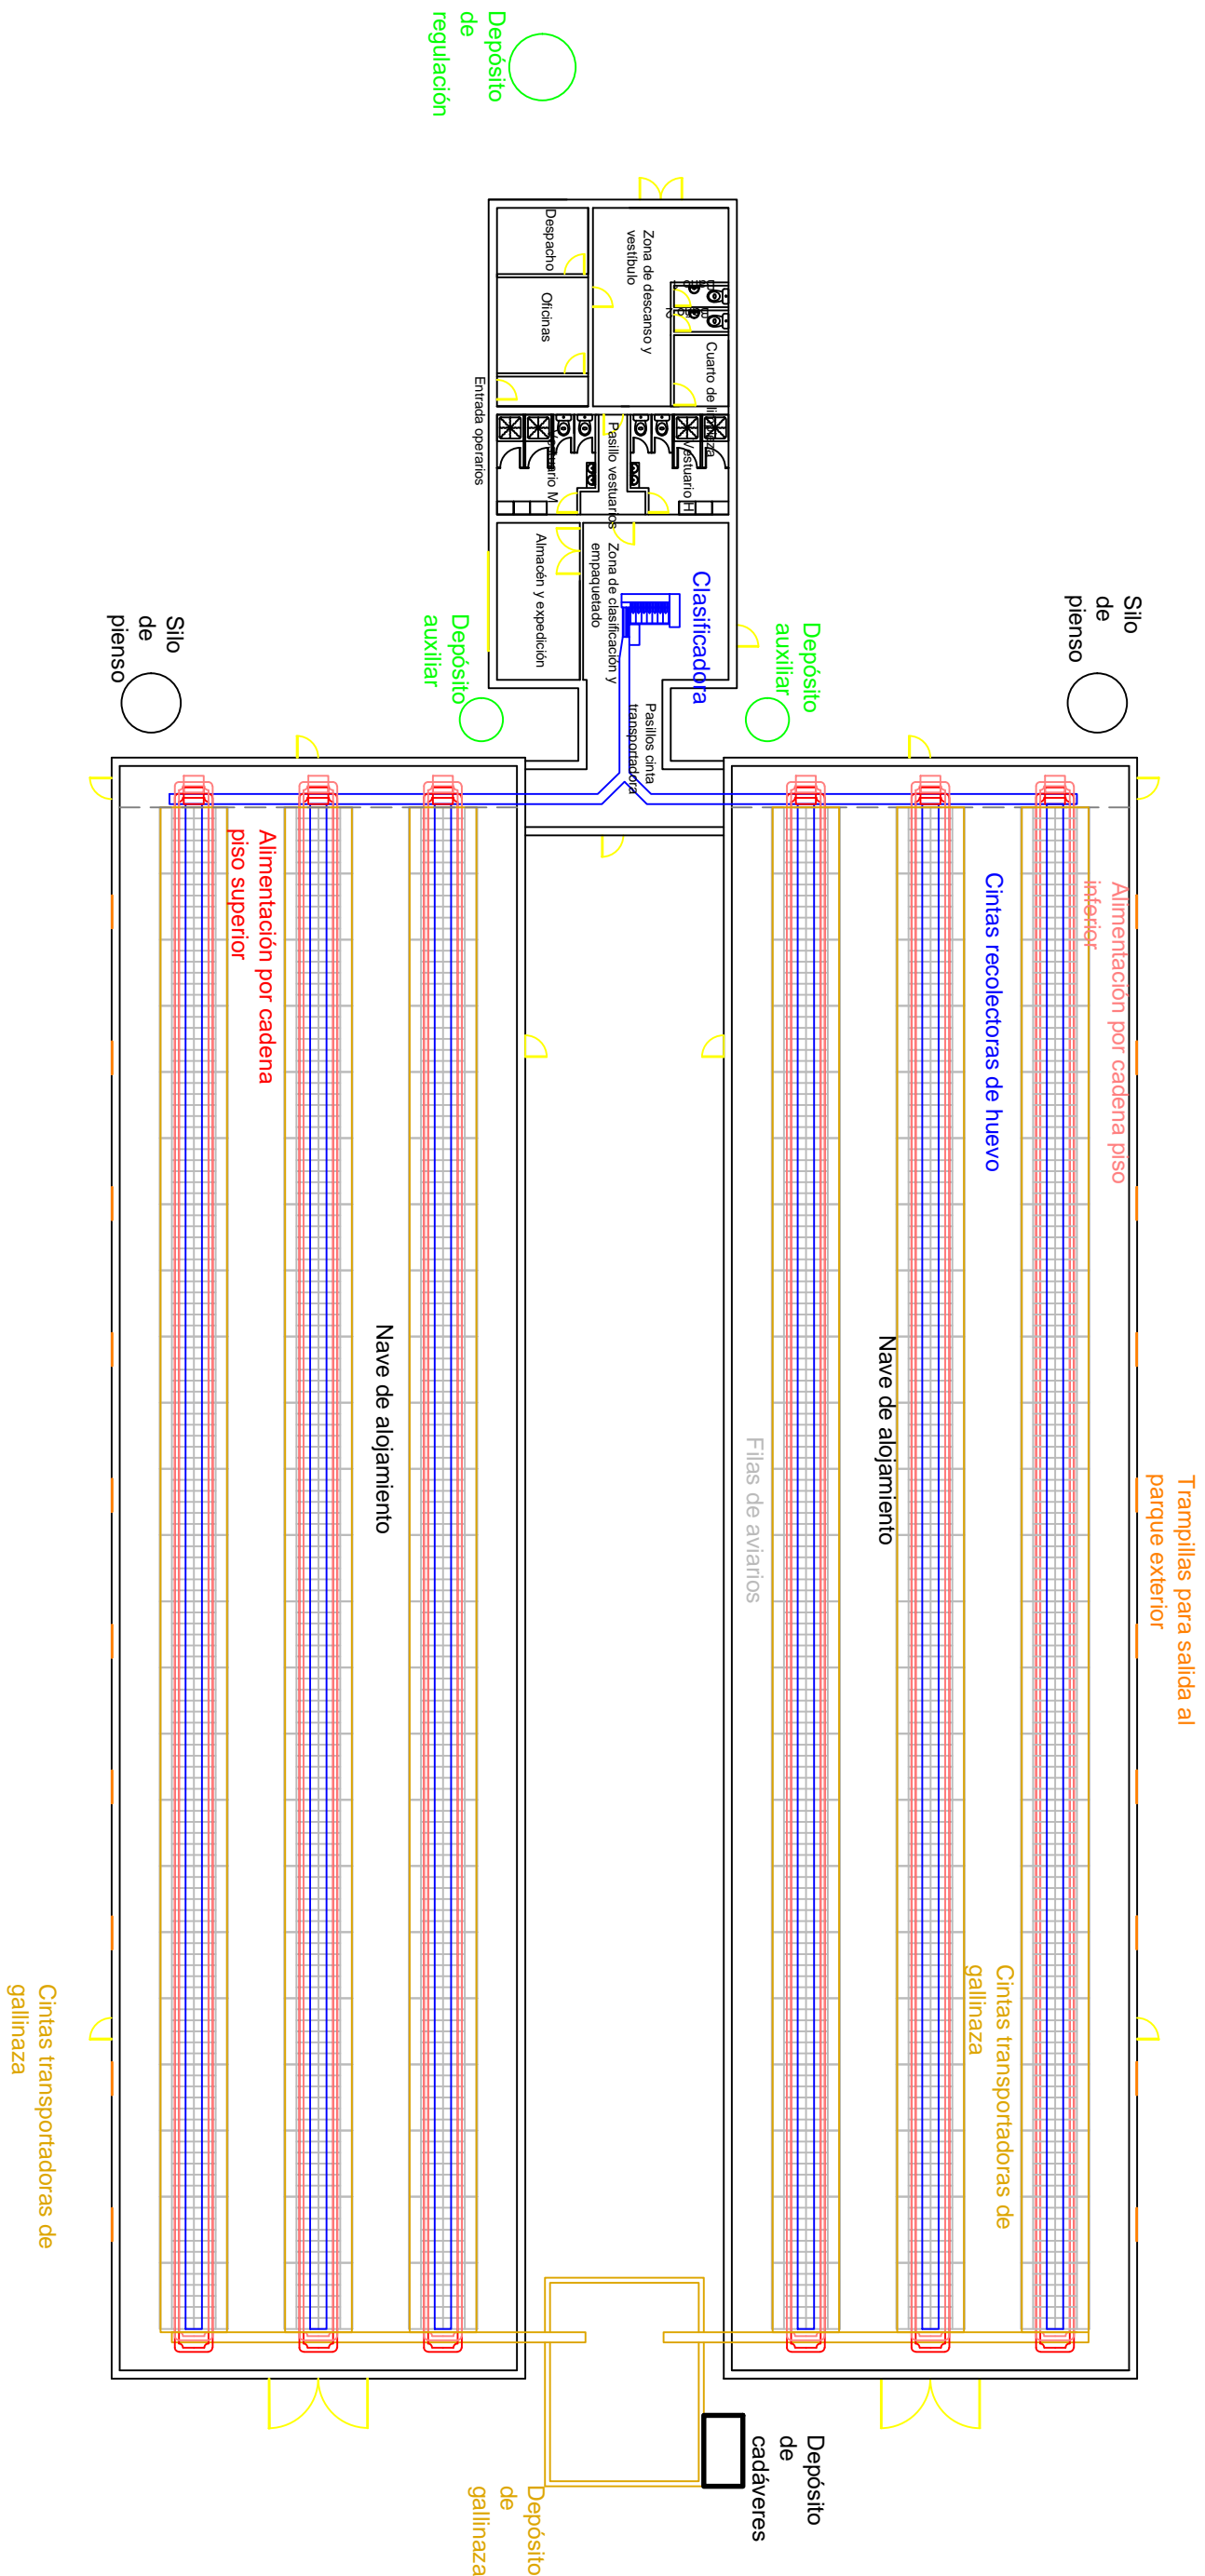 Depósito
de
regulación
Despacho
Oficinas
Zona de descanso y
vestíbulo
Cuarto de limpieza
Entrada operarios
Vestuario M
Pasillo vestuarios
Vestuario H
Almacén y expedición
Zona de clasificación y
empaquetado
Clasificadora
Pasillos cinta
transportadora
Depósito
auxiliar
Depósito
auxiliar
Silo
de
pienso
Silo
de
pienso
Alimentación por cadena
piso superior
Cintas recolectoras de huevo
Alimentación por cadena piso
inferior
Nave de alojamiento
Nave de alojamiento
Filas de aviarios
Trampillas para salida al
parque exterior
Cintas transportadoras de
gallinaza
Cintas transportadoras de
gallinaza
Depósito
de
cadáveres
Depósito
de
gallinaza